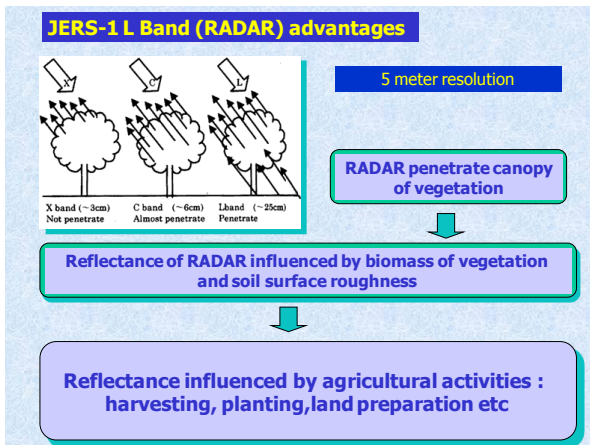 JERS-1 L Band (RADAR) advantages
X C L
X band (~3cm) C band (~6cm) Lband (~25cm)
Not penetrate Almost penetrate Penetrate
5 meter resolution
RADAR penetrate canopy
of vegetation
Reflectance of RADAR influenced by biomass of vegetation
and soil surface roughness
Reflectance influenced by agricultural activities :
harvesting, planting,land preparation etc